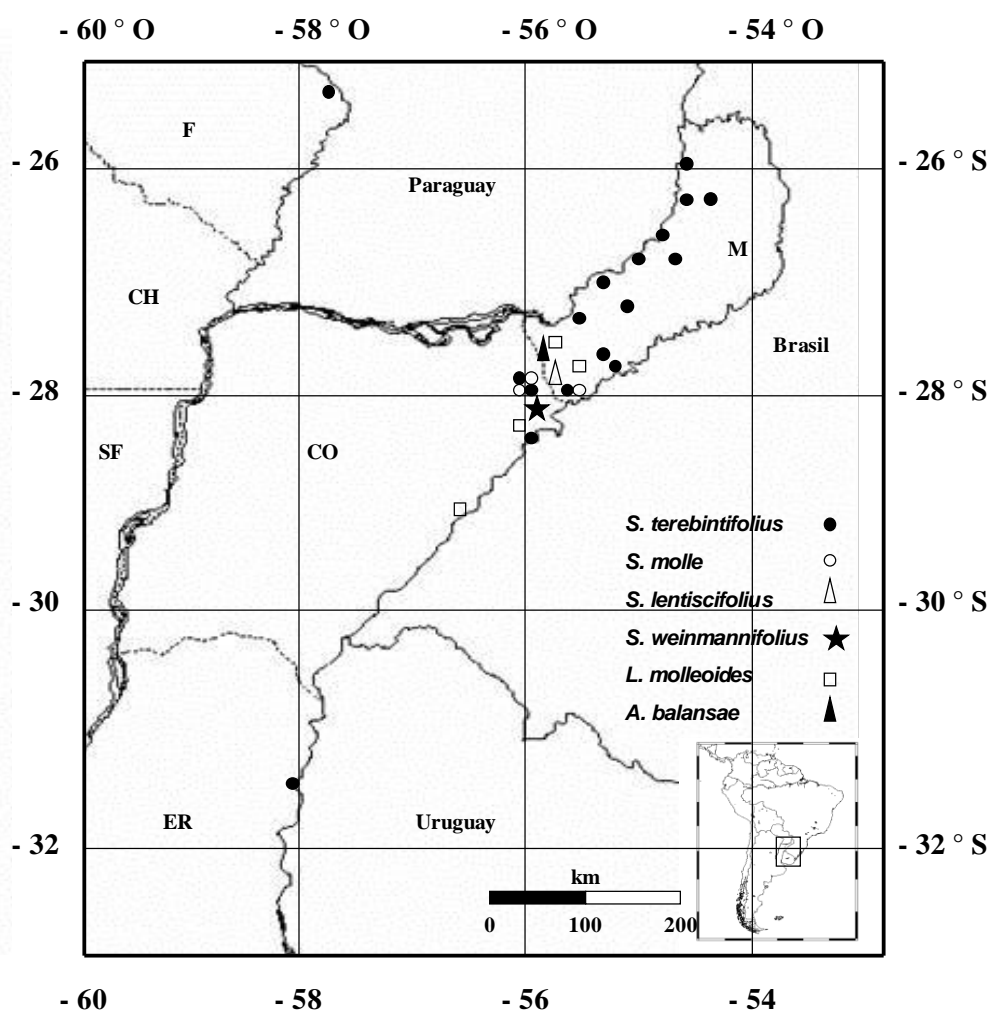 - 60 ° O - 58 ° O - 56 ° O - 54 ° O
F
- 26 - 26 ° S
Paraguay
M
CH
Brasil
- 28 - 28 ° S
SF CO
S. terebintifolius
S. molle
S. lentiscifolius
- 30 - 30 ° S
S. weinmannifolius
L. molleoides
A. balansae
ER Uruguay
- 32 - 32 ° S
km
0 100 200
- 60 - 58 - 56 - 54